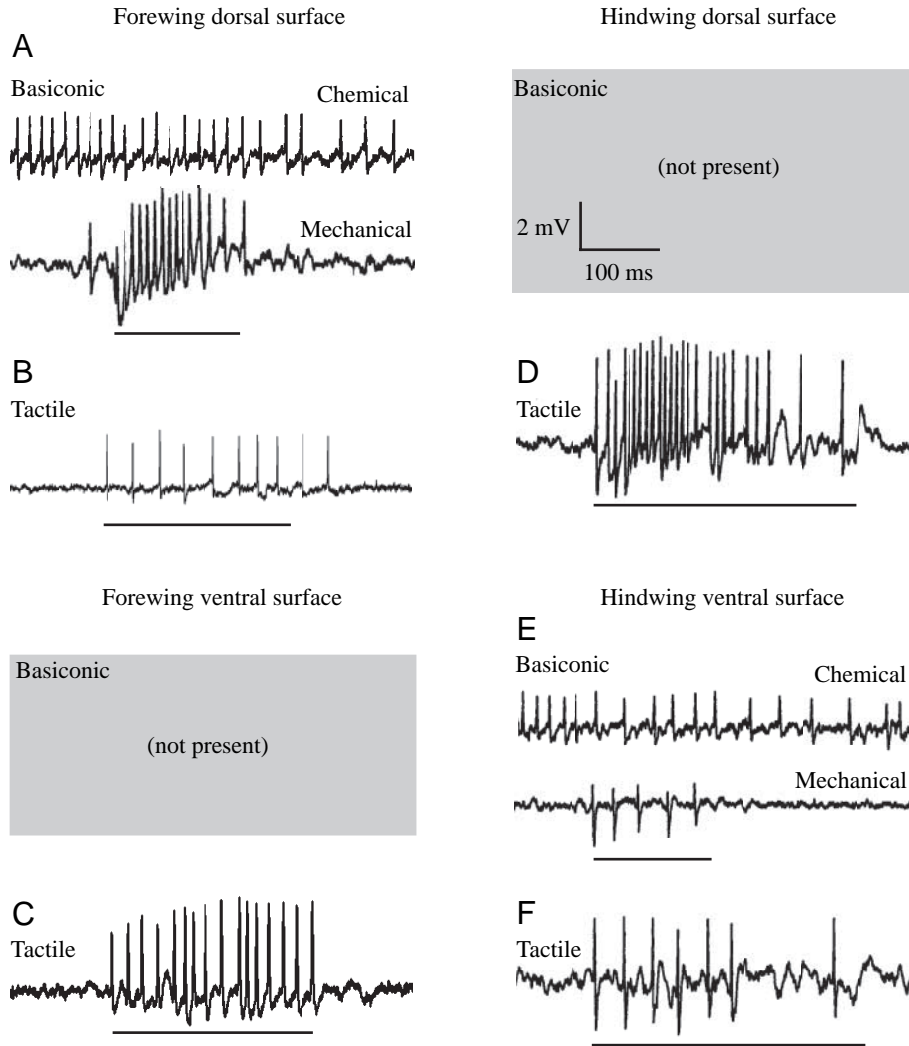 Forewing dorsal surface
Hindwing dorsal surface
A
Basiconic
Chemical
Mechanical
Basiconic
(not present)
2 mV
100 ms
B
Tactile
D
Tactile
Forewing ventral surface
Hindwing ventral surface
Basiconic
(not present)
E
Basiconic
Chemical
Mechanical
C
Tactile
F
Tactile